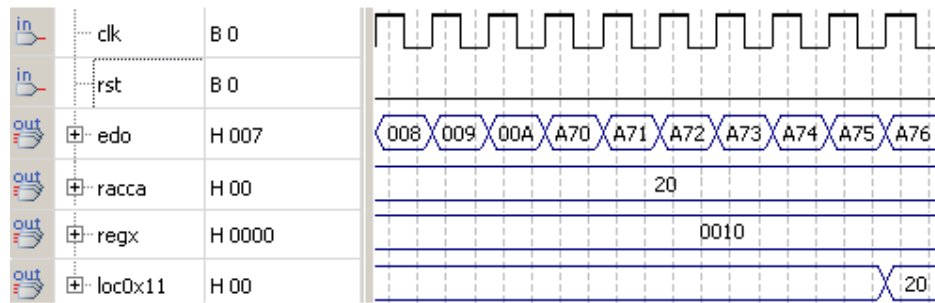 in clk B 0
in rst B 0
out edo H 007 008 009 00A A70 A71 A72 A73 A74 A75 A76
out racca H 00 20
out regx H 0000 0010
out loc0x11 H 00 20